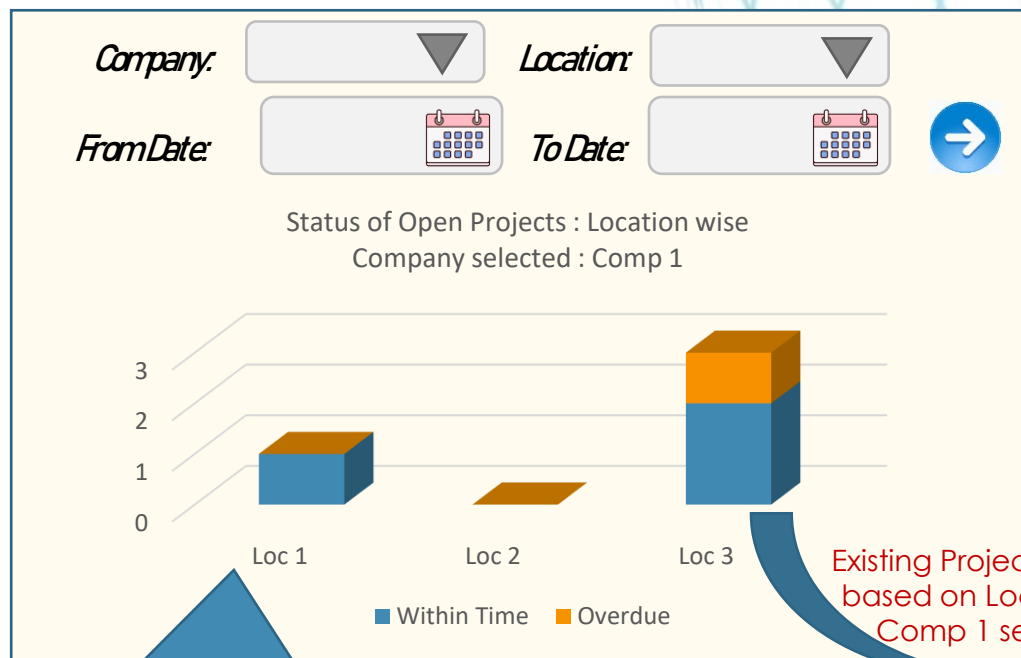 Company: Location:
From Date: To Date:
Status of Open Projects : Location wise
Company selected : Comp 1
3
2
1
0
Loc 1 Loc 2 Loc 3
Existing Projec
based on Loc
Comp 1 se
Within Time Overdue